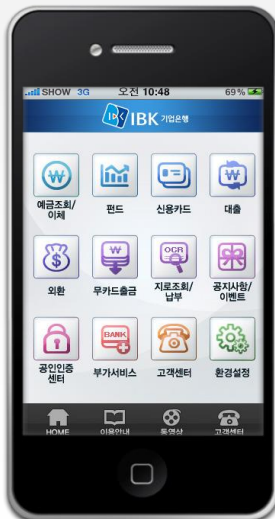 SHOW 3G 오전 10:48 69%
IBK IBK 기업은행
₩ ₩
예금조회/ 펀드 신용카드 대출
이체
$ ₩ OCR
외환 무카드출금 지로조회/ 공지사항/
납부 이벤트
BANK
공인인증 부가서비스 고객센터 환경설정
센터
HOME 이용안내 동영상 고객센터